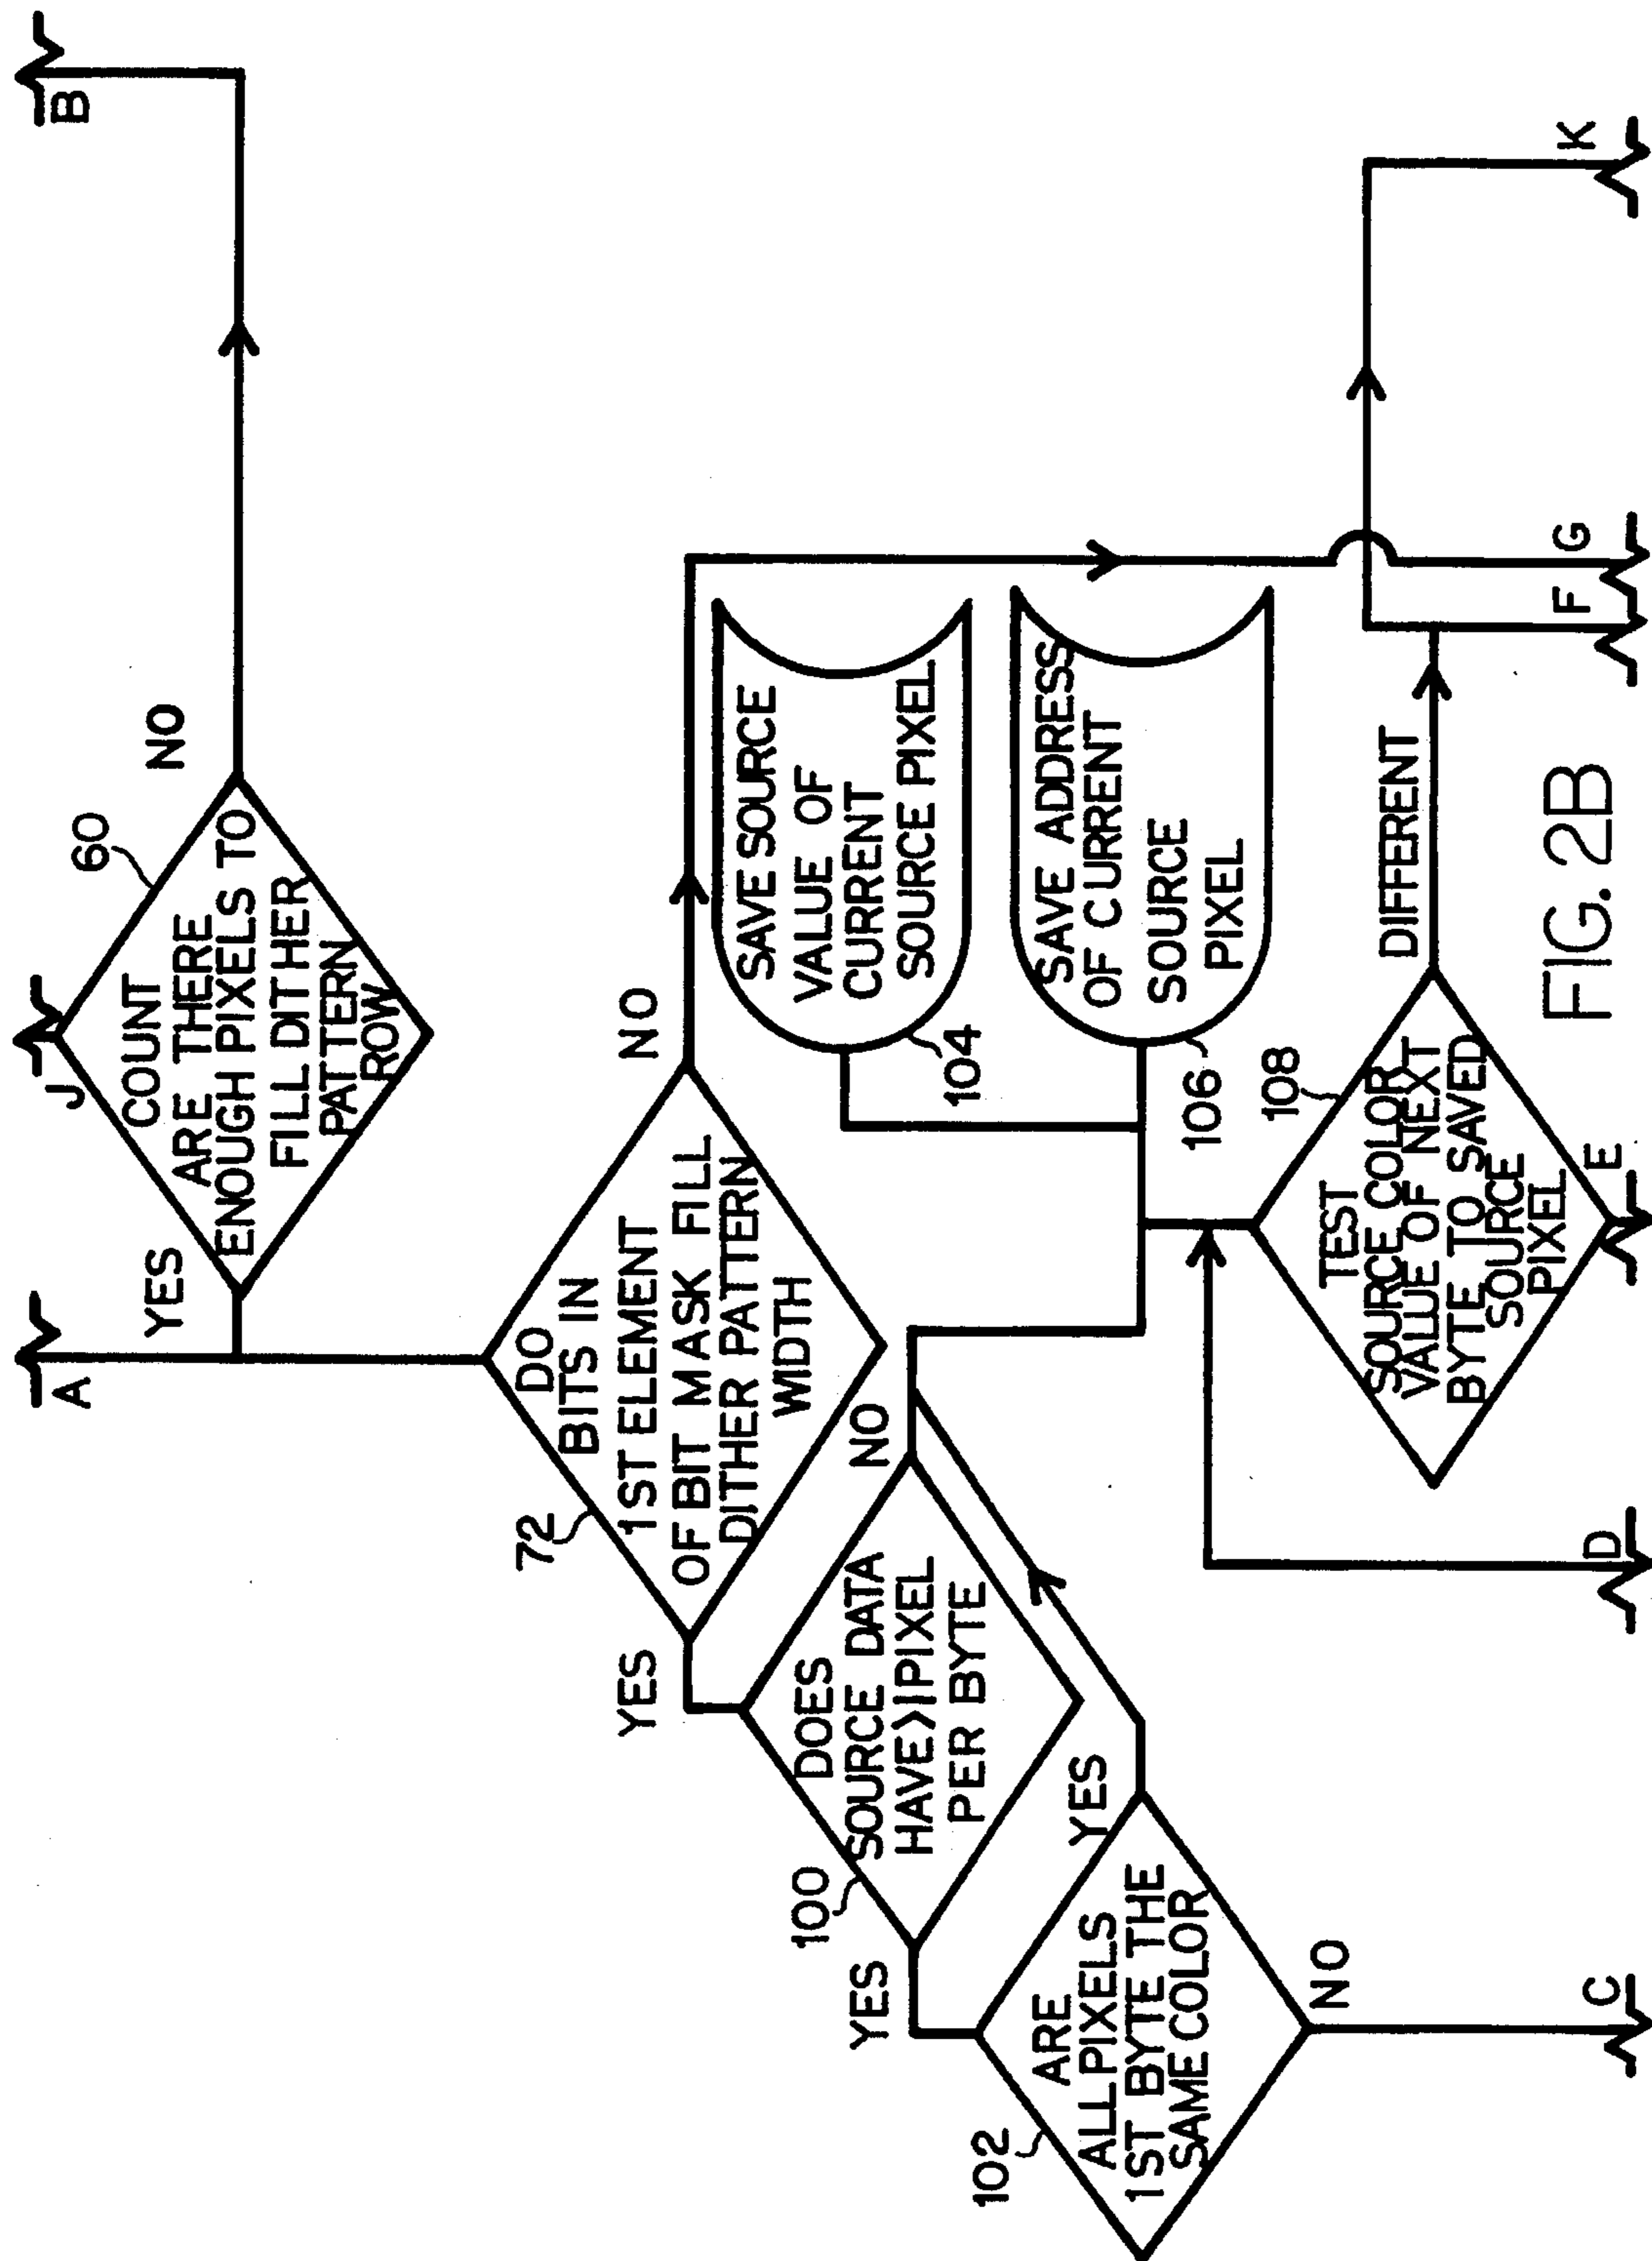 A
J
B
YES
60
NO
COUNT
ARE THERE
ENOUGH PIXELS TO
FILL DITHER
PATTERN
ROW
72
DO
BITS IN
1ST ELEMENT
OF BIT MASK FILL
DITHER PATTERN
WIDTH
YES
NO
100
DOES
SOURCE DATA
HAVE>|PIXEL
PER BYTE
YES
NO
102
ARE
ALL PIXELS
1ST BYTE THE
SAME COLOR
YES
NO
SAVE SOURCE
VALUE OF
CURRENT
SOURCE PIXEL
104
SAVE ADDRESS
OF CURRENT
SOURCE
PIXEL
106
108
TEST
SOURCE COLOR
VALUE OF NEXT
BYTE TO SAVED
SOURCE
PIXEL
DIFFERENT
C
D
E
F
G
K
FIG. 2B